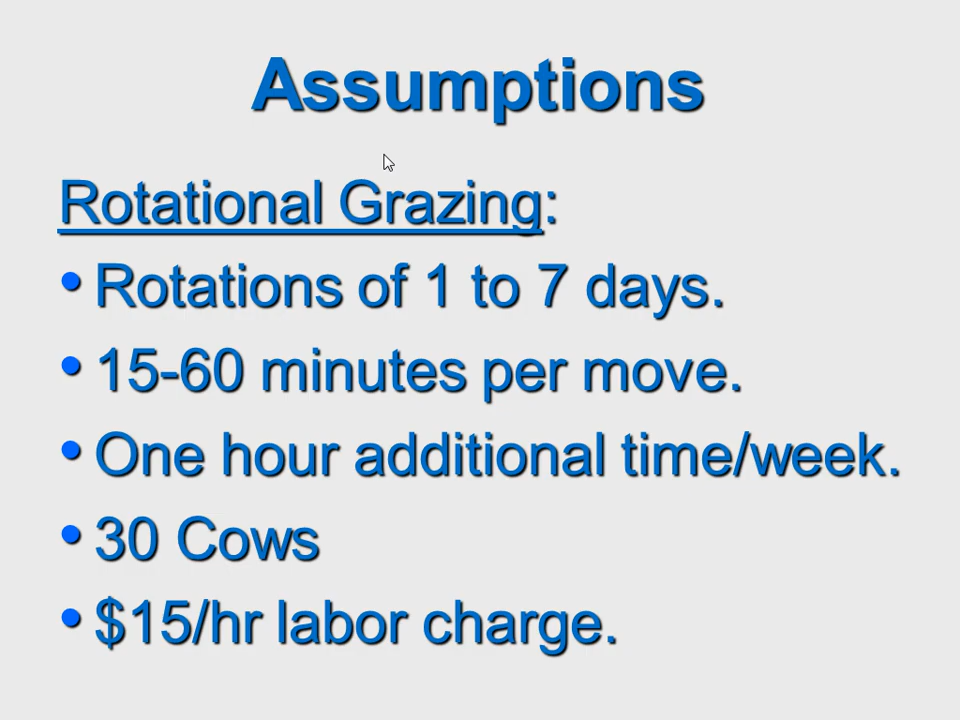 Assumptions
Rotational Grazing:
• Rotations of 1 to 7 days.
• 15-60 minutes per move.
• One hour additional time/week.
• 30 Cows
• $15/hr labor charge.